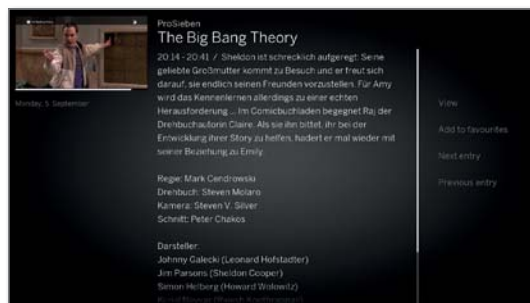 ProSieben
The Big Bang Theory
20:14 - 20:41 / Sheldon ist schrecklich aufgeregt: Seine
geliebte Großmutter kommt zu Besuch und er freut sich
darauf, sie endlich seinen Freunden vorzustellen. Für Amy
wird das Kennenlernen allerdings zu einer echten
Herausforderung ... Im Comicbuchladen begegnet Raj der
Drehbuchautorin Claire. Als sie ihn bittet, ihr bei der
Entwicklung ihrer Story zu helfen, hadert er mal wieder mit
seiner Beziehung zu Emily.
Regie: Mark Cendrowski
Drehbuch: Steven Molaro
Kamera: Steven V. Silver
Schnitt: Peter Chakos
Darsteller:
Johnny Galecki (Leonard Hofstadter)
Jim Parsons (Sheldon Cooper)
Simon Helberg (Howard Wolowitz)
Monday, 5. September
View
Add to favourites
Next entry
Previous entry